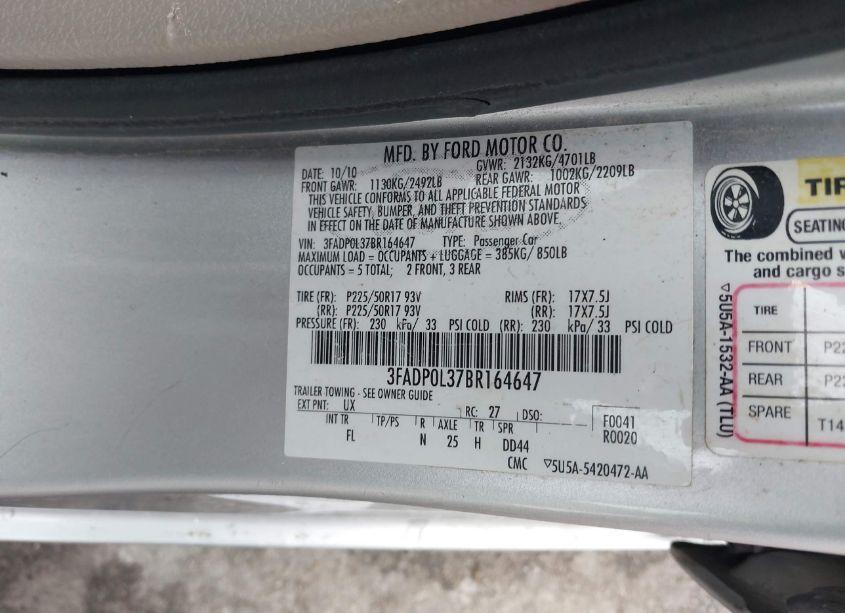 MFD. BY FORD MOTOR CO.
DATE: 10/10 GVWR: 2132KG/4701LB
FRONT GAWR: 1130KG/2492LB REAR GAWR: 1002KG/2209LB
THIS VEHICLE CONFORMS TO ALL APPLICABLE FEDERAL MOTOR
VEHICLE SAFETY, BUMPER, AND THEFT PREVENTION STANDARDS
IN EFFECT ON THE DATE OF MANUFACTURE SHOWN ABOVE.
VIN: 3FADP0L37BR164647 TYPE: Passenger Car
MAXIMUM LOAD = OCCUPANTS + LUGGAGE = 385KG/ 850LB
OCCUPANTS = 5 TOTAL; 2 FRONT, 3 REAR
TIRE (FR): P225/50R17 93V RIMS (FR): 17X7.5J
(RR): P225/50R17 93V (RR): 17X7.5J
PRESSURE (FR): 230 kPa/ 33 PSI COLD (RR): 230 kPa/ 33 PSI COLD
3FADP0L37BR164647
TRAILER TOWING - SEE OWNER GUIDE
EXT PNT: UX RC: 27 DSO:
F0041
R0020
INT TR TP/PS R AXLE TR SPR
FL N 25 H DD44
CMC ▽5U5A-5420472-AA
TIR
SEATING
The combined w
and cargo s
TIRE
FRONT P22
REAR P22
SPARE T14
▽5U5A-1532-AA (TLU)